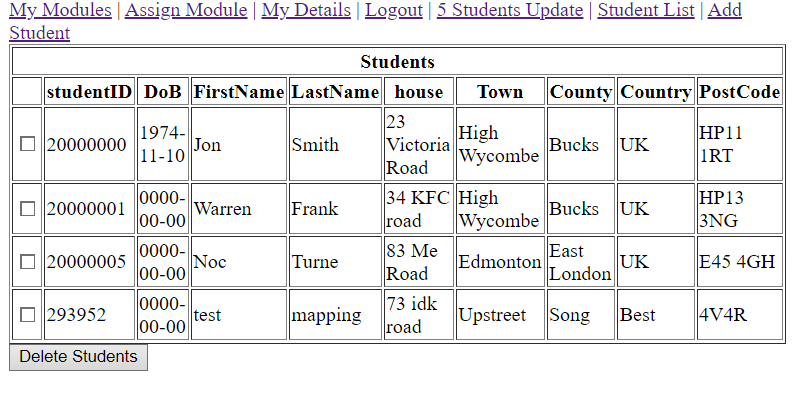 My Modules | Assign Module | My Details | Logout | 5 Students Update | Student List | Add
Student
Students
studentID DoB FirstName LastName house Town County Country PostCode
20000000 1974-11-10 Jon Smith 23 Victoria Road High Wycombe Bucks UK HP11 1RT
20000001 0000-00-00 Warren Frank 34 KFC road High Wycombe Bucks UK HP13 3NG
20000005 0000-00-00 Noc Turne 83 Me Road Edmonton East London UK E45 4GH
293952 0000-00-00 test mapping 73 idk road Upstreet Song Best 4V4R
Delete Students